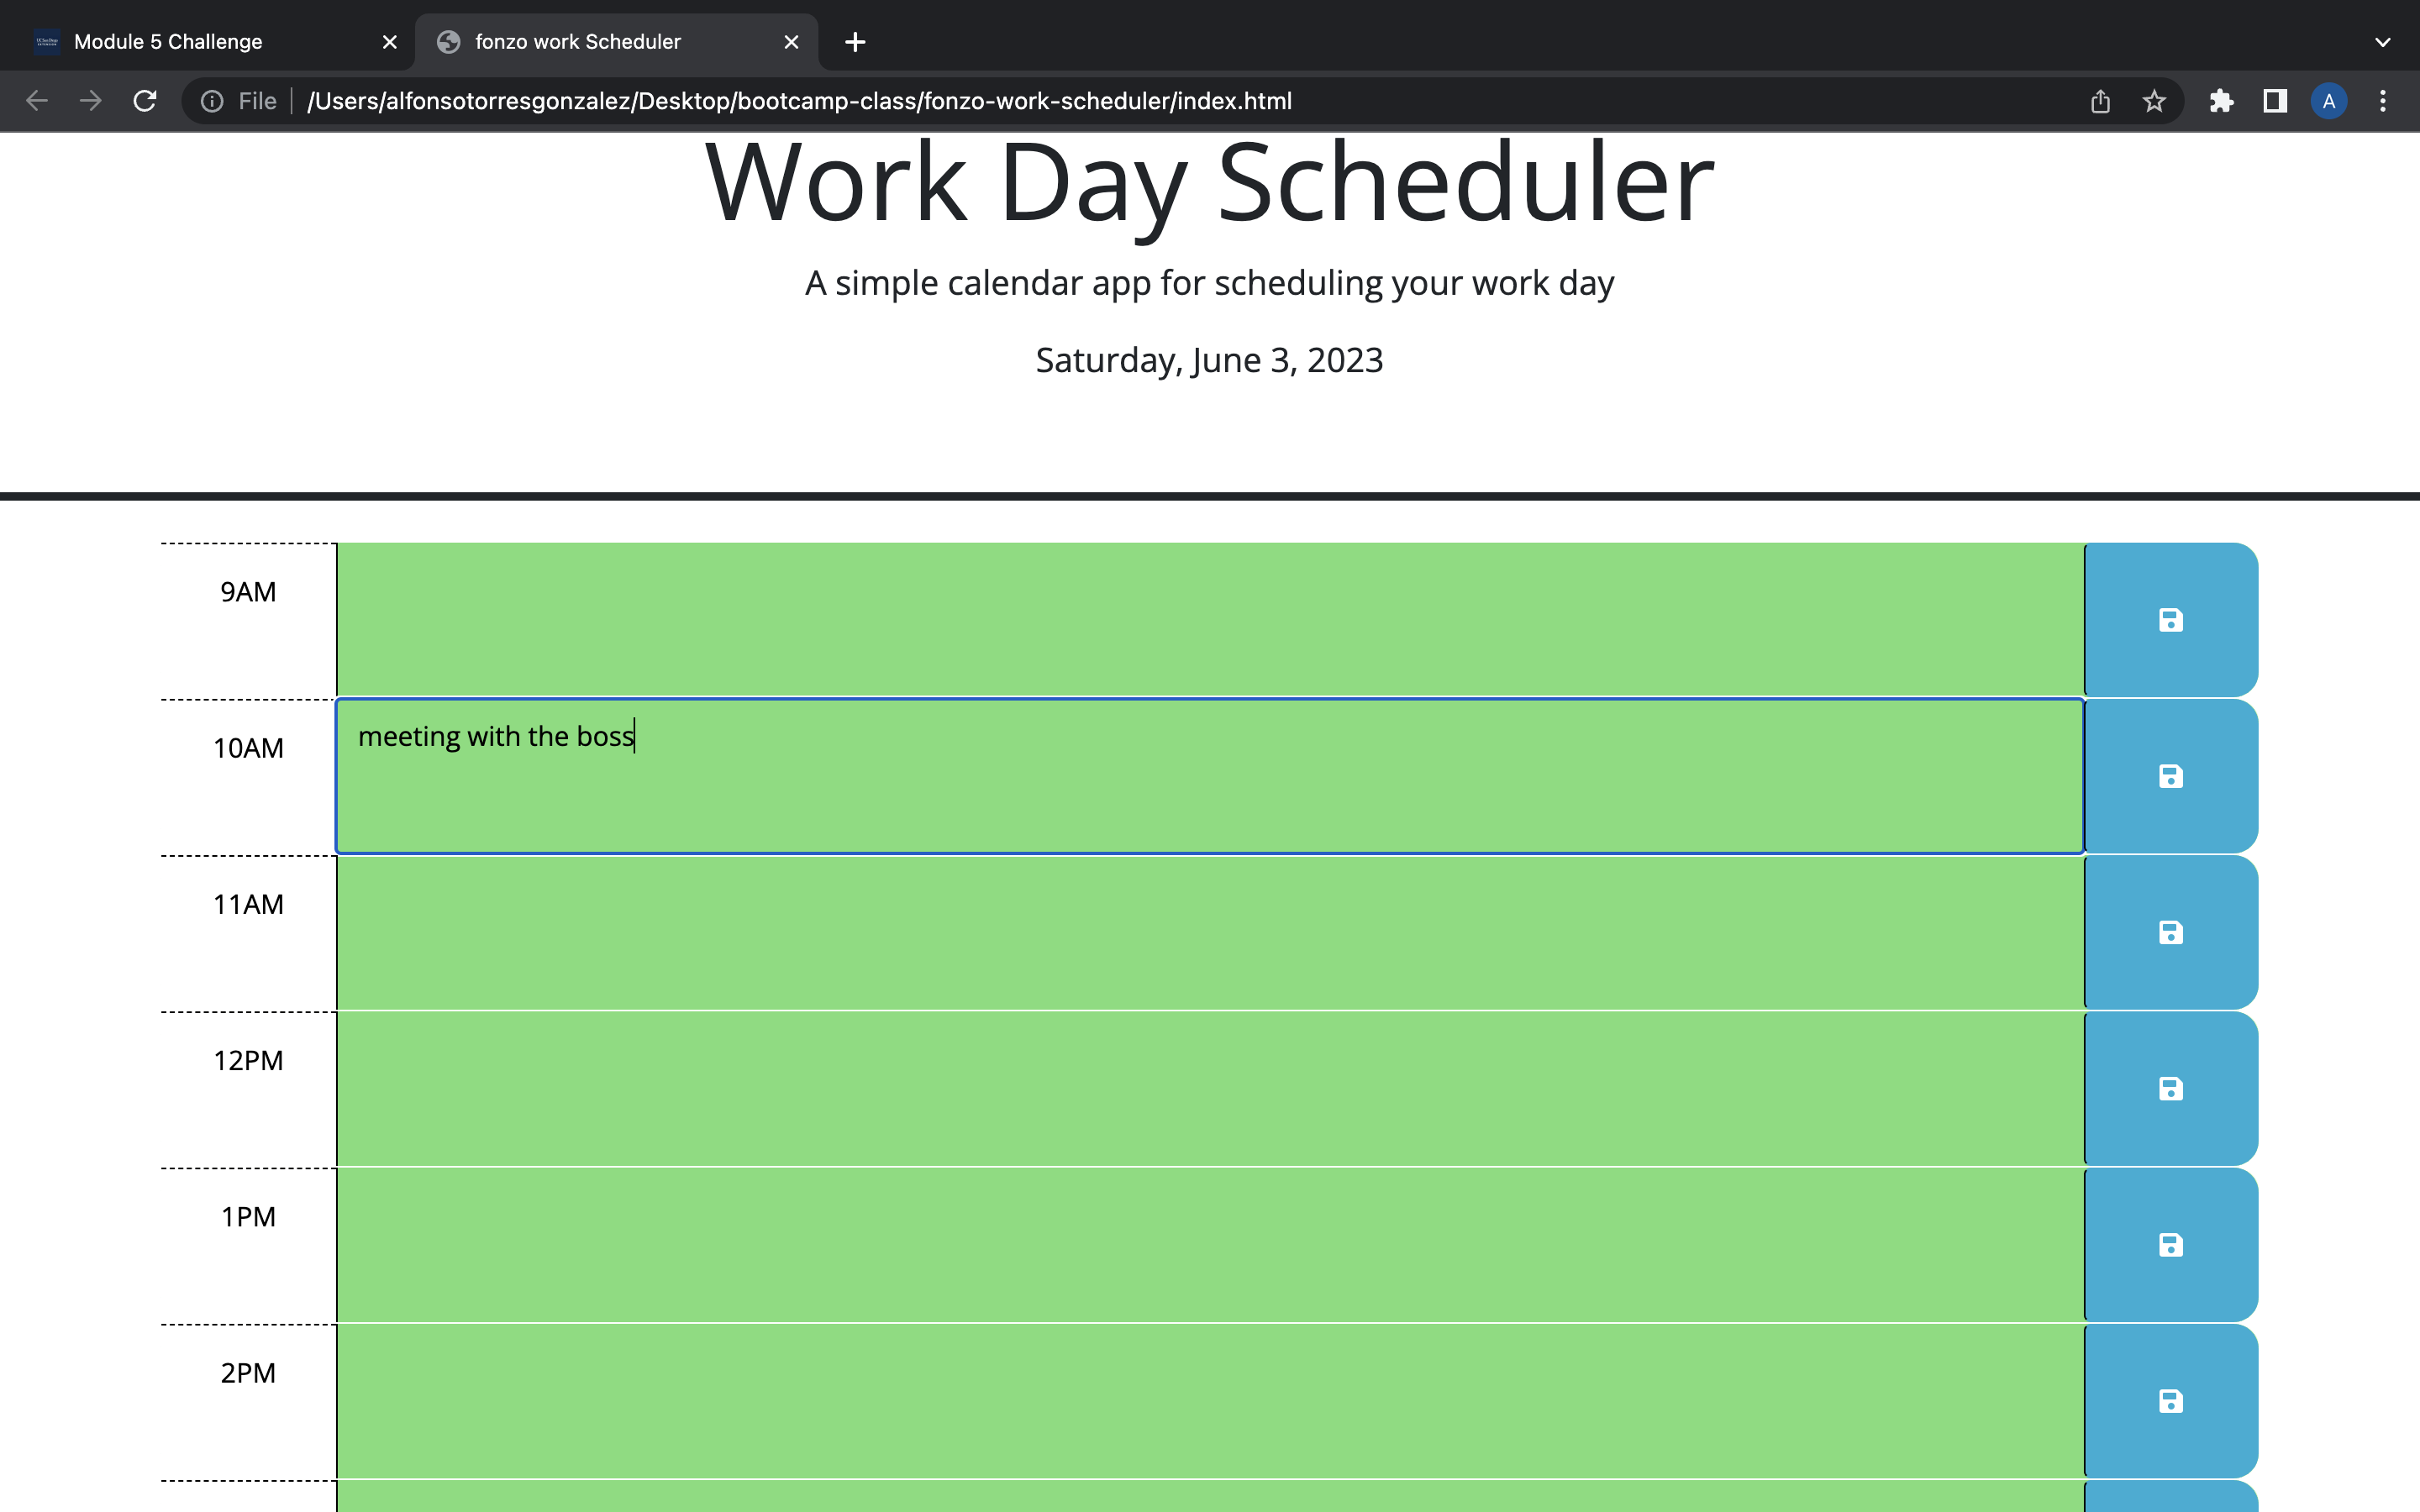 Module 5 Challenge
fonzo work Scheduler
File
/Users/alfonsotorresgonzalez/Desktop/bootcamp-class/fonzo-work-scheduler/index.html
A
Work Day Scheduler
A simple calendar app for scheduling your work day
Saturday, June 3, 2023
9AM
10AM
meeting with the boss
11AM
12PM
1PM
2PM